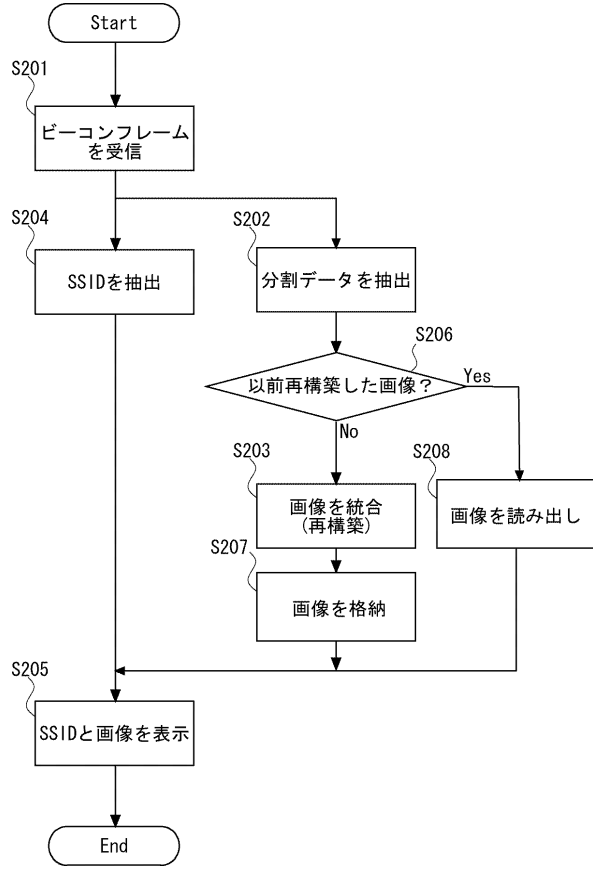 Start
S201
ビーコンフレーム
を受信
S204
SSIDを抽出
S202
分割データを抽出
S206
以前再構築した画像？
Yes
No
S203
画像を統合
(再構築)
S208
画像を読み出し
S207
画像を格納
S205
SSIDと画像を表示
End